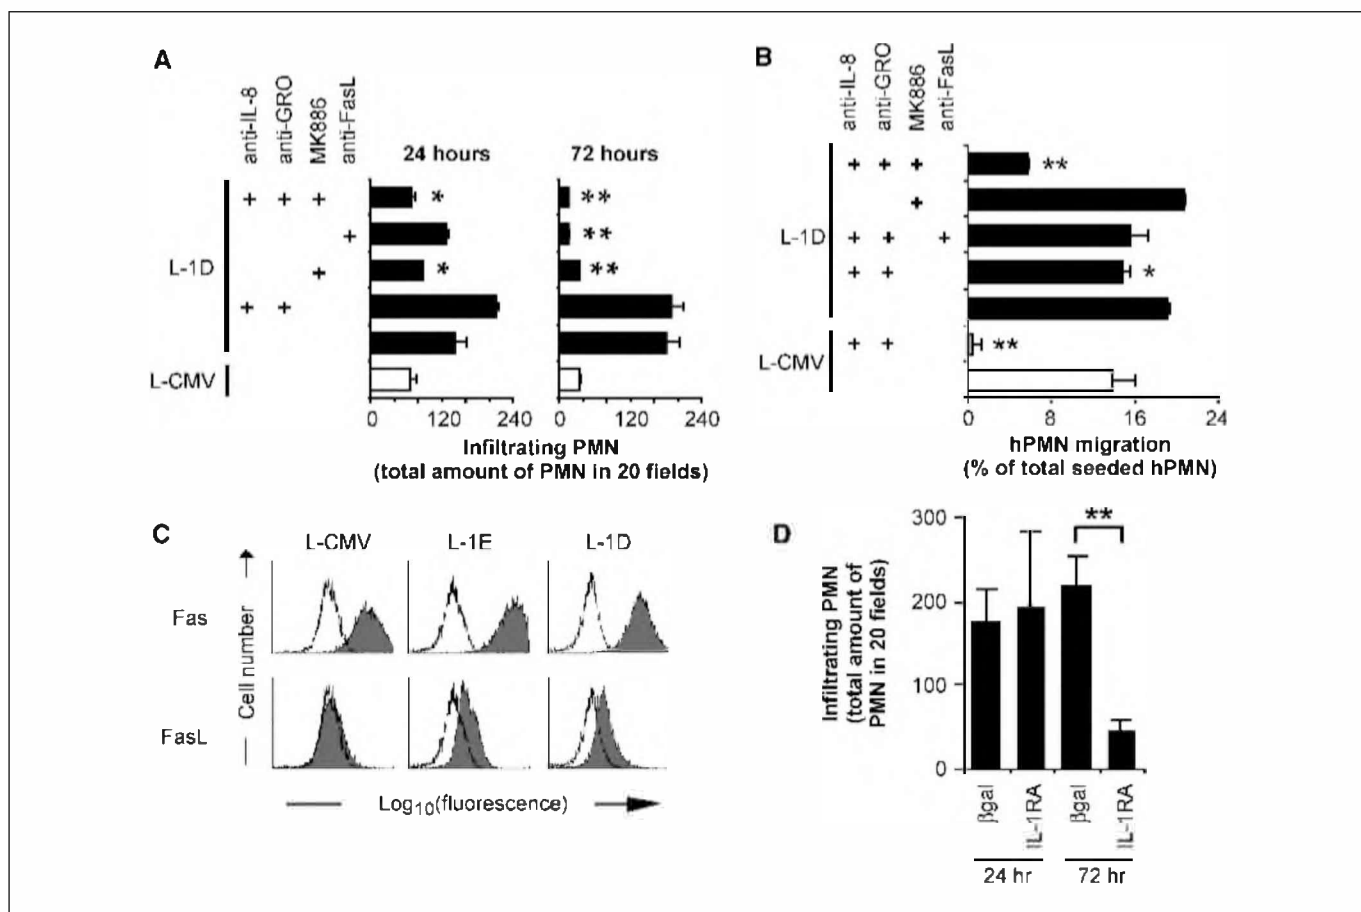 A
anti-IL-8
anti-GRO
MK886
anti-FasL
24 hours
72 hours
+ + + * **
+ **
L-1D
+ * **
+ +
L-CMV
0 120 240
0 120 240
Infiltrating PMN
(total amount of PMN in 20 fields)
B
anti-IL-8
anti-GRO
MK886
anti-FasL
+ + + **
+
L-1D
+ + +
+ + *
+ + **
L-CMV
0 8 16 24
hPMN migration
(% of total seeded hPMN)
C
L-CMV L-1E L-1D
Fas
FasL
Cell number
Log10(fluorescence)
D
Infiltrating PMN
(total amount of
PMN in 20 fields)
300
200
100
0
**
βgal
IL-1RA
βgal
IL-1RA
24 hr
72 hr